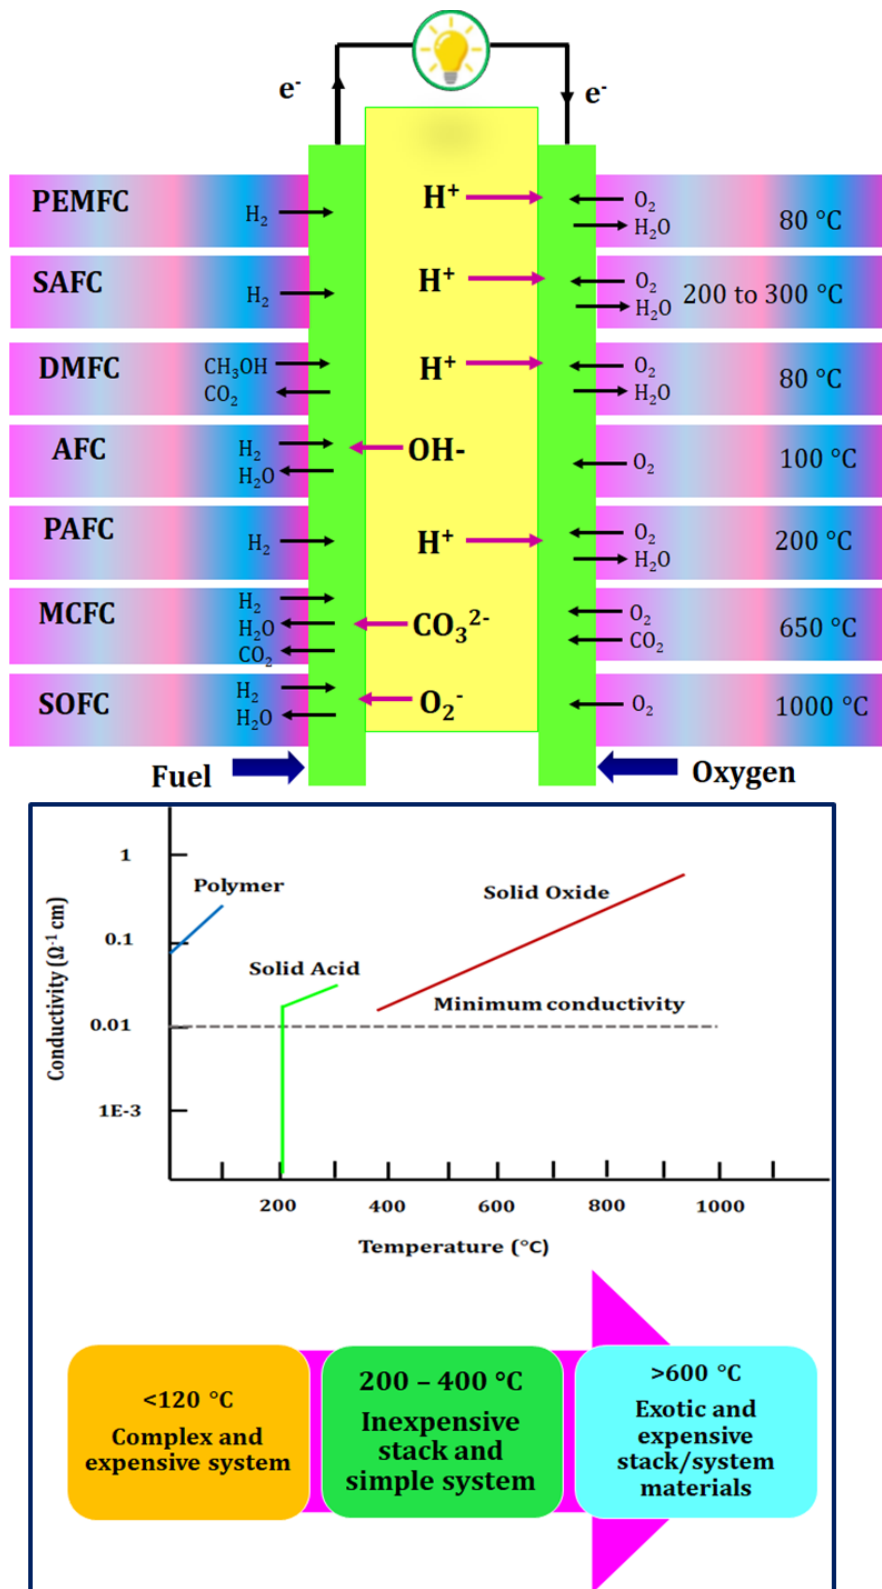 e⁻ e⁻
PEMFC H₂ H⁺ O₂ H₂O 80 °C
SAFC H₂ H⁺ O₂ H₂O 200 to 300 °C
DMFC CH₃OH CO₂ H⁺ O₂ H₂O 80 °C
AFC H₂ H₂O OH- O₂ 100 °C
PAFC H₂ H⁺ O₂ H₂O 200 °C
MCFC H₂ H₂O CO₂ CO₃²⁻ O₂ CO₂ 650 °C
SOFC H₂ H₂O O₂⁻ O₂ 1000 °C
Fuel Oxygen
Conductivity (Ω⁻¹ cm)
1
0.1
0.01
1E-3
Polymer
Solid Acid
Solid Oxide
Minimum conductivity
200 400 600 800 1000
Temperature (°C)
<120 °C
Complex and
expensive system
200 – 400 °C
Inexpensive
stack and
simple system
>600 °C
Exotic and
expensive
stack/system
materials